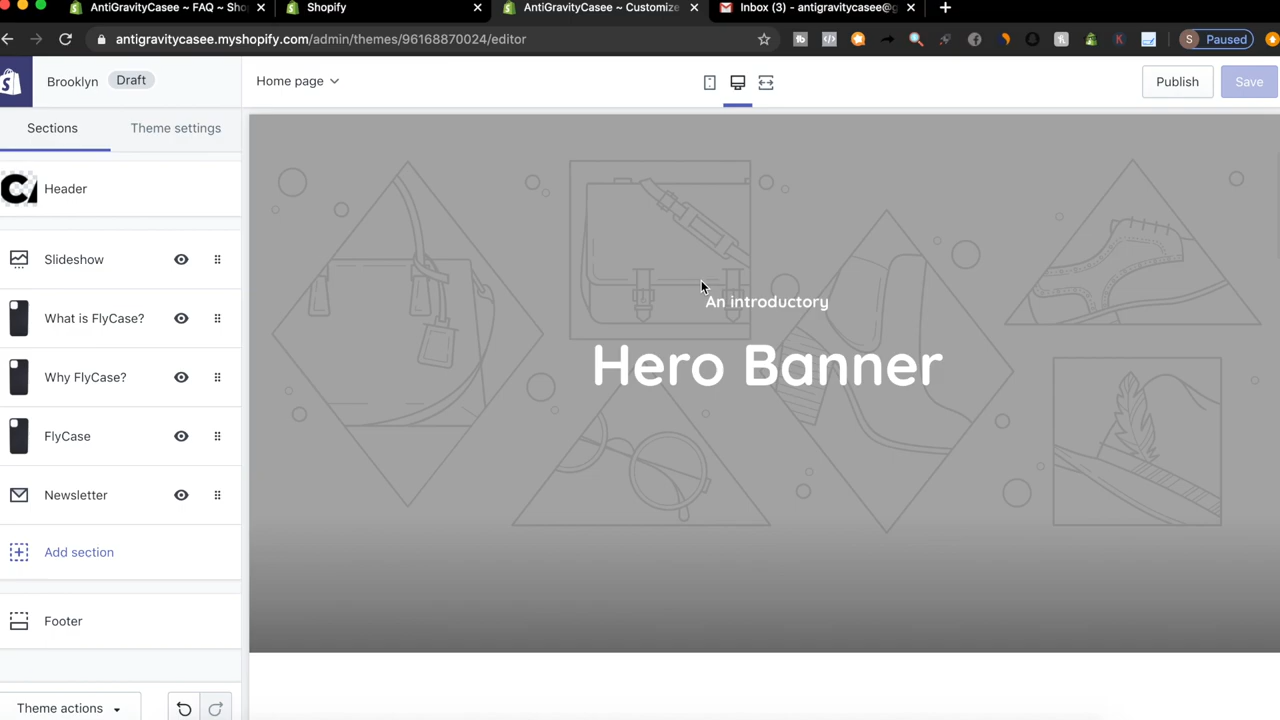 AntiGravityCasee ~ FAQ ~ Sho
Shopify
AntiGravityCasee ~ Customize
Inbox (3) - antigravitycasee@g
antigravitycasee.myshopify.com/admin/themes/96168870024/editor
S Paused
Brooklyn Draft
Home page
Publish
Save
Sections
Theme settings
Header
Slideshow
What is FlyCase?
Why FlyCase?
FlyCase
Newsletter
Add section
Footer
Theme actions
An introductory
Hero Banner